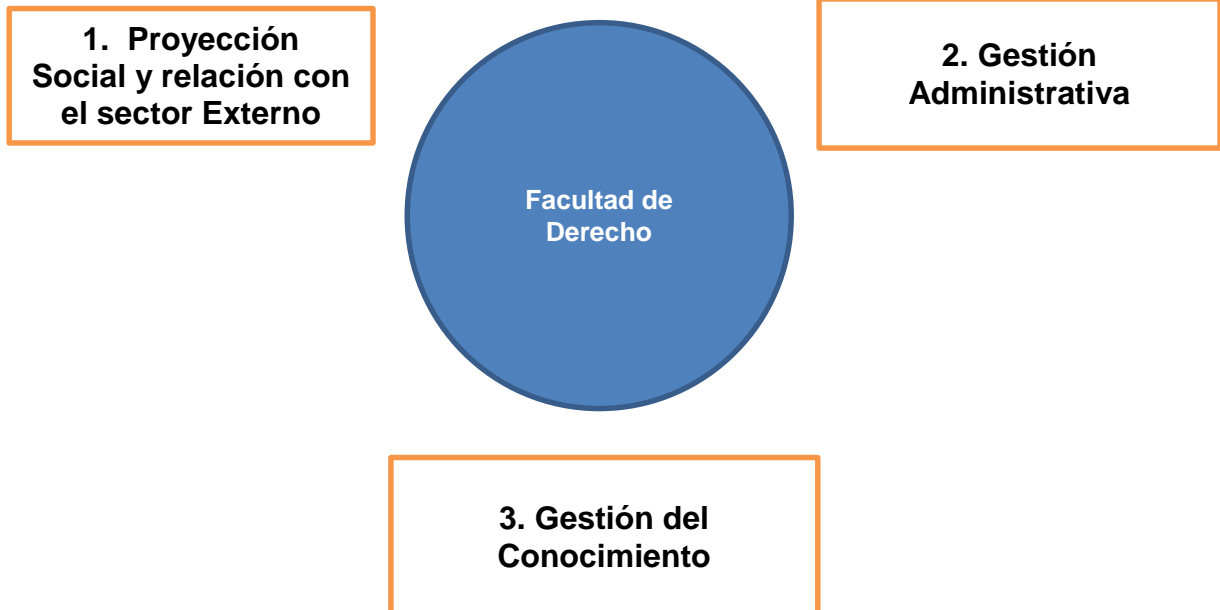 1. Proyección
Social y relación con
el sector Externo
2. Gestión
Administrativa
Facultad de
Derecho
3. Gestión del
Conocimiento